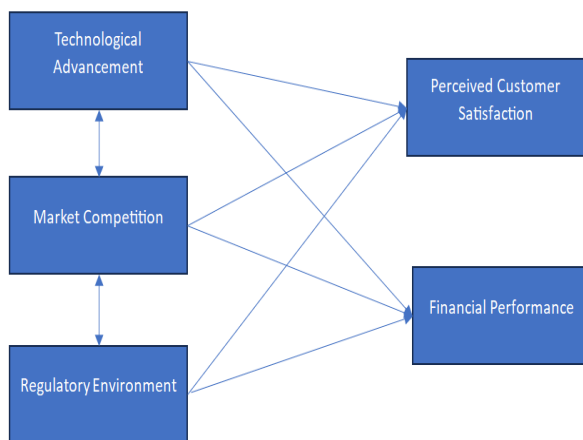 Technological
Advancement
Perceived Customer
Satisfaction
Market Competition
Financial Performance
Regulatory Environment